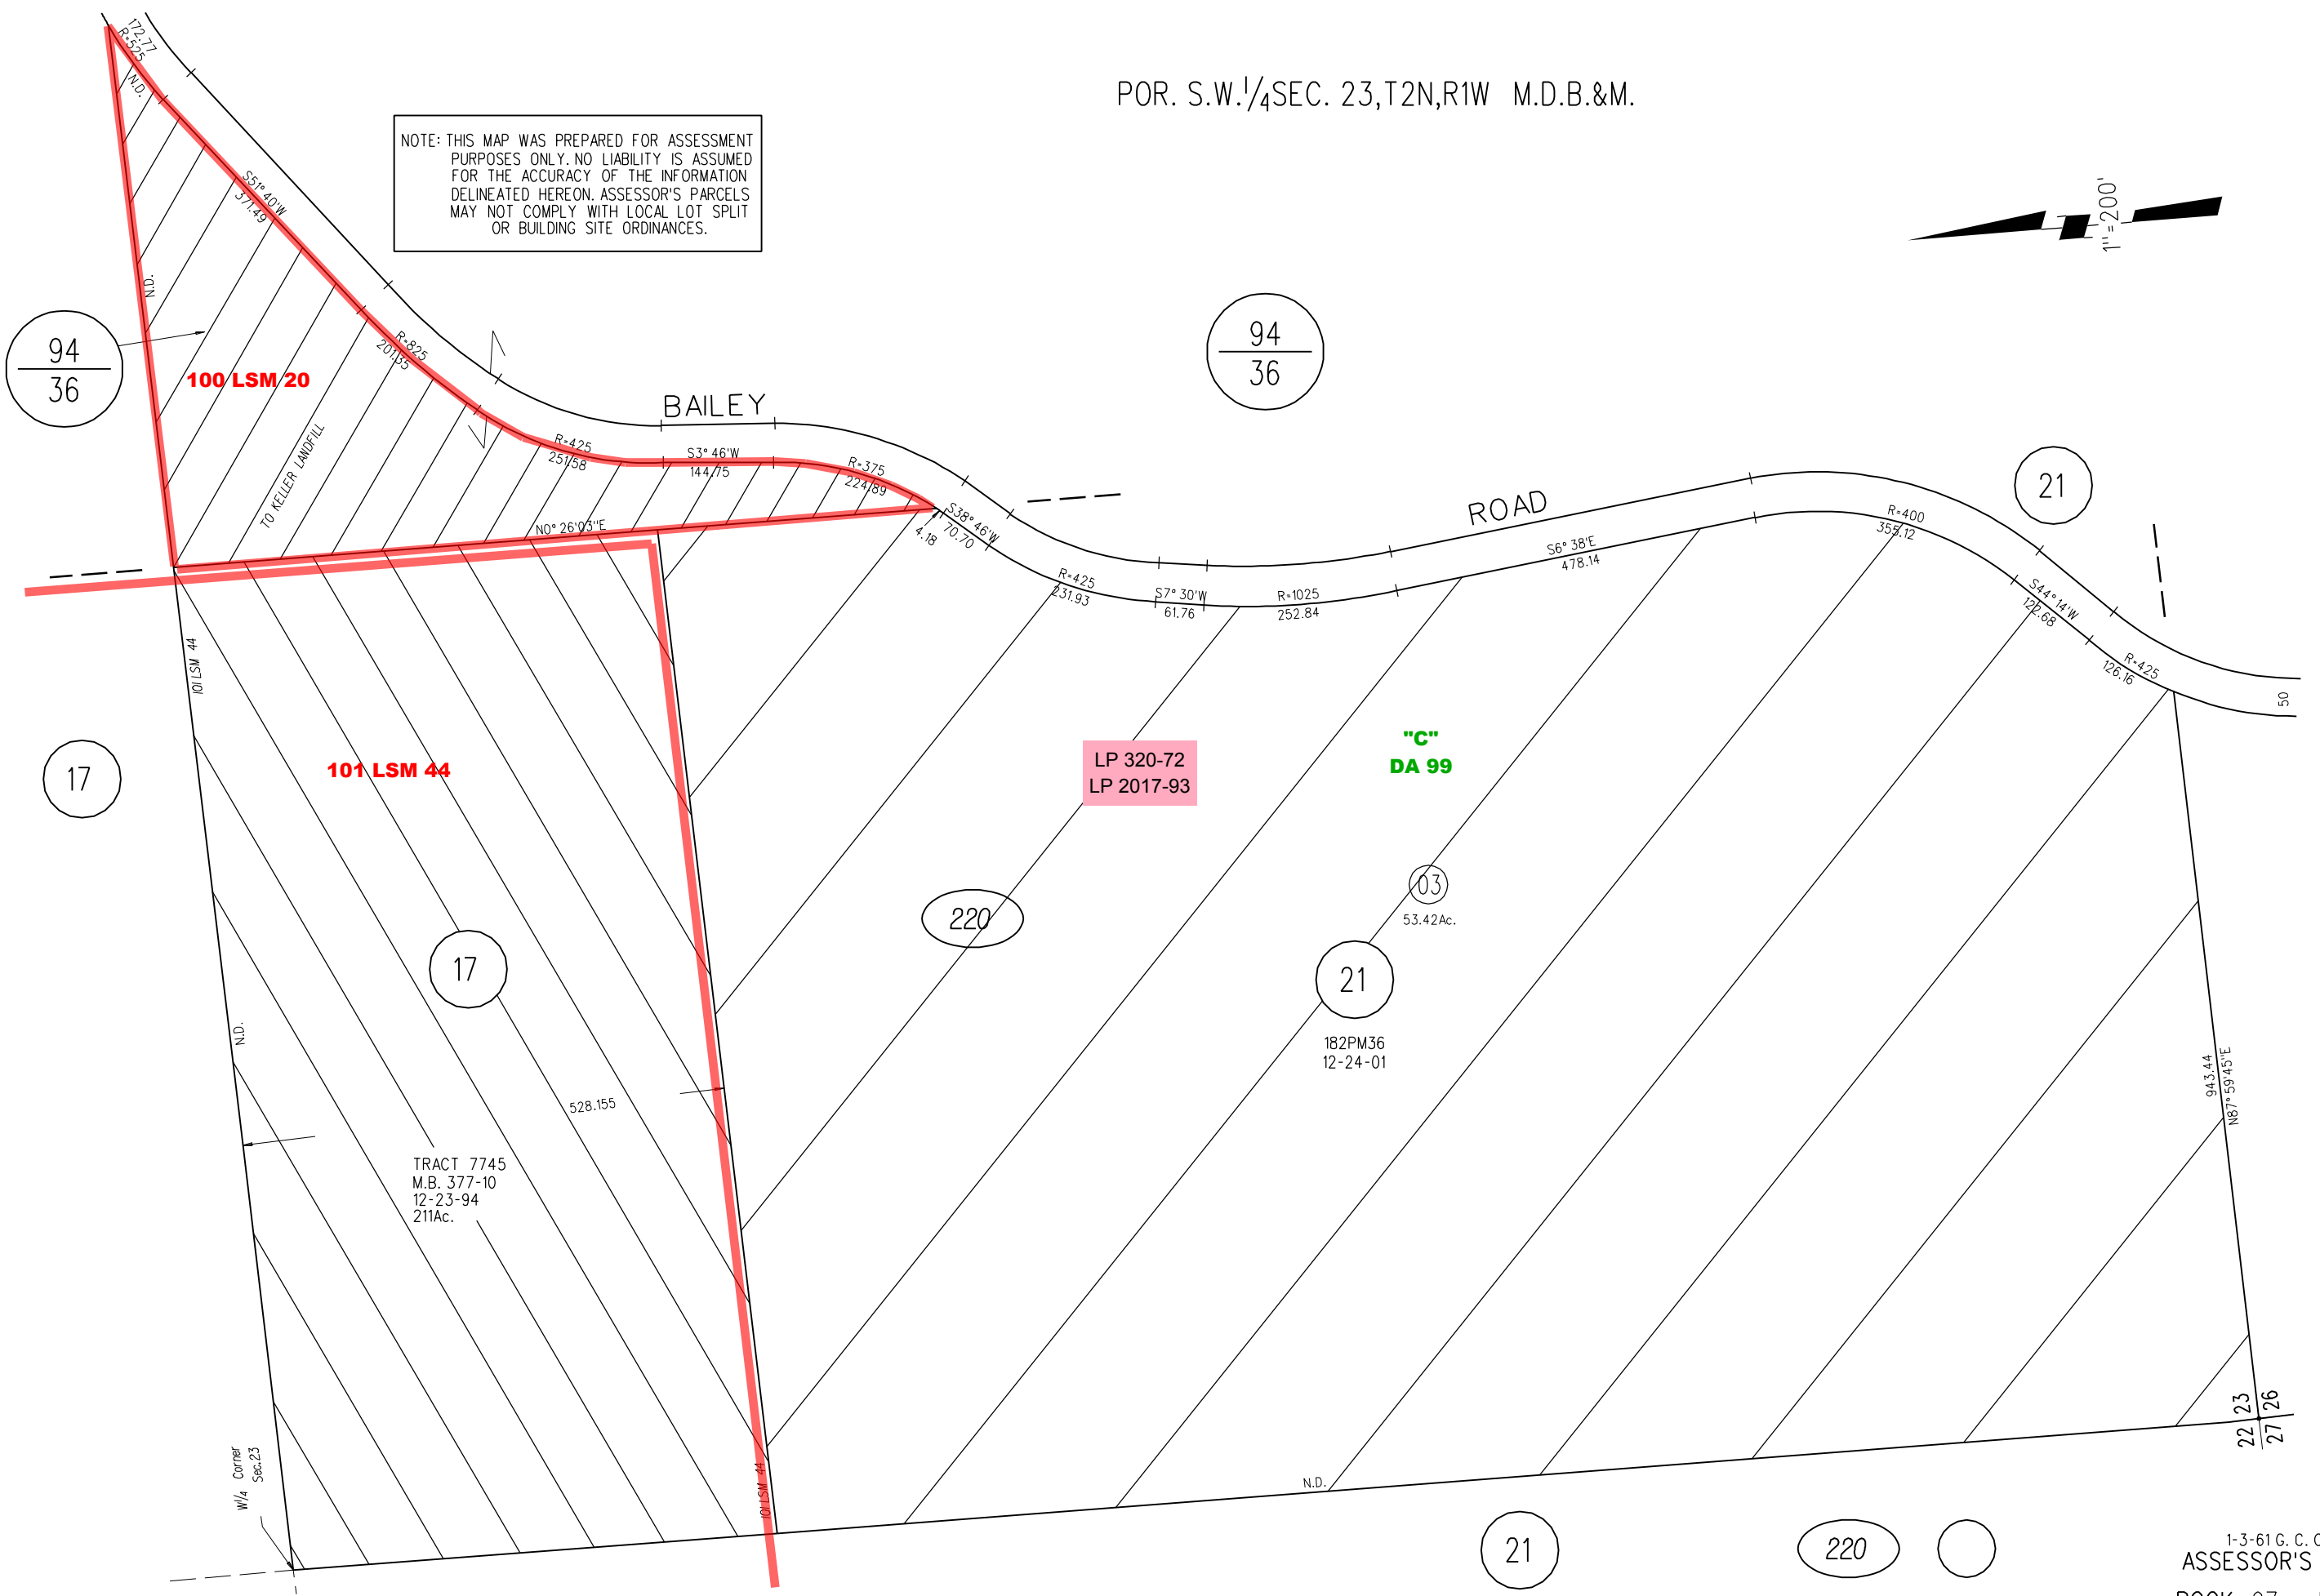 POR. S.W. 1/4 SEC. 23,T2N,R1W M.D.B.&M.
172.77
R=525
N.D.
NOTE: THIS MAP WAS PREPARED FOR ASSESSMENT
PURPOSES ONLY. NO LIABILITY IS ASSUMED
FOR THE ACCURACY OF THE INFORMATION
DELINEATED HEREON. ASSESSOR'S PARCELS
MAY NOT COMPLY WITH LOCAL LOT SPLIT
OR BUILDING SITE ORDINANCES.
S51° 40'W
371.49
1"=200'
N.D.
94
36
94
36
R=825
201.35
100 LSM 20
BAILEY
TO KELLER LANDFILL
R=425
251.58
S3° 46'W
144.75
R=375
224.89
N0° 26'03"E
4.18
S38° 46'W
70.70
ROAD
21
R=400
355.12
S6° 38'E
478.14
R=425
231.93
S7° 30'W
61.76
R=1025
252.84
S44° 14'W
122.68
R=425
126.16
50
101 LSM 44
17
101 LSM 44
LP 320-72
LP 2017-93
"C"
DA 99
03
53.42Ac.
220
17
21
182PM36
12-24-01
N.D.
528.155
943.44
N87° 59'45"E
TRACT 7745
M.B. 377-10
12-23-94
211Ac.
W1/4 Corner
Sec.23
101 LSM 44
N.D.
22 23
27 26
21
220
1-3-61 G. C. C
ASSESSOR'S